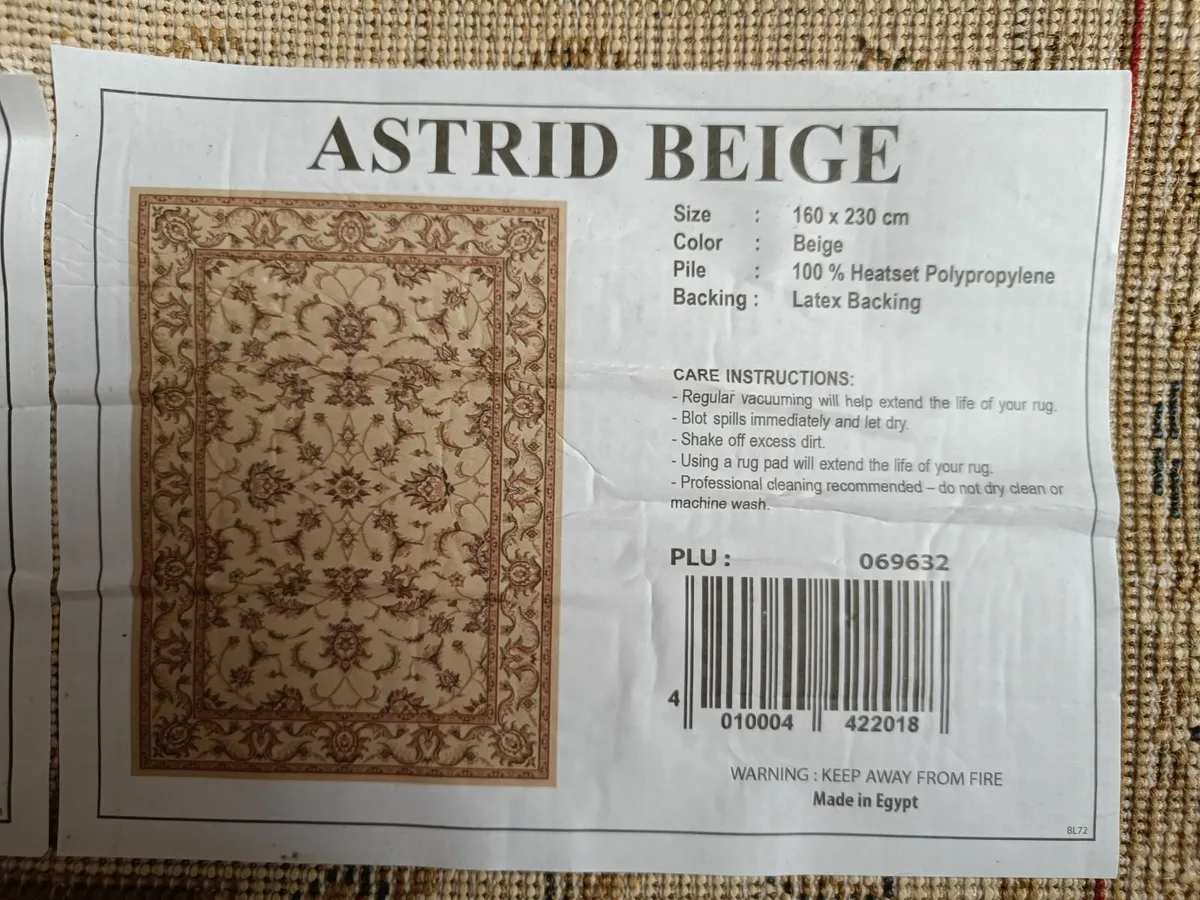 ASTRID BEIGE
Size : 160 x 230 cm
Color : Beige
Pile : 100 % Heatset Polypropylene
Backing : Latex Backing
CARE INSTRUCTIONS:
- Regular vacuuming will help extend the life of your rug.
- Blot spills immediately and let dry.
- Shake off excess dirt.
- Using a rug pad will extend the life of your rug.
- Professional cleaning recommended – do not dry clean or
machine wash.
PLU : 069632
4 010004 422018
WARNING : KEEP AWAY FROM FIRE
Made in Egypt
BL72